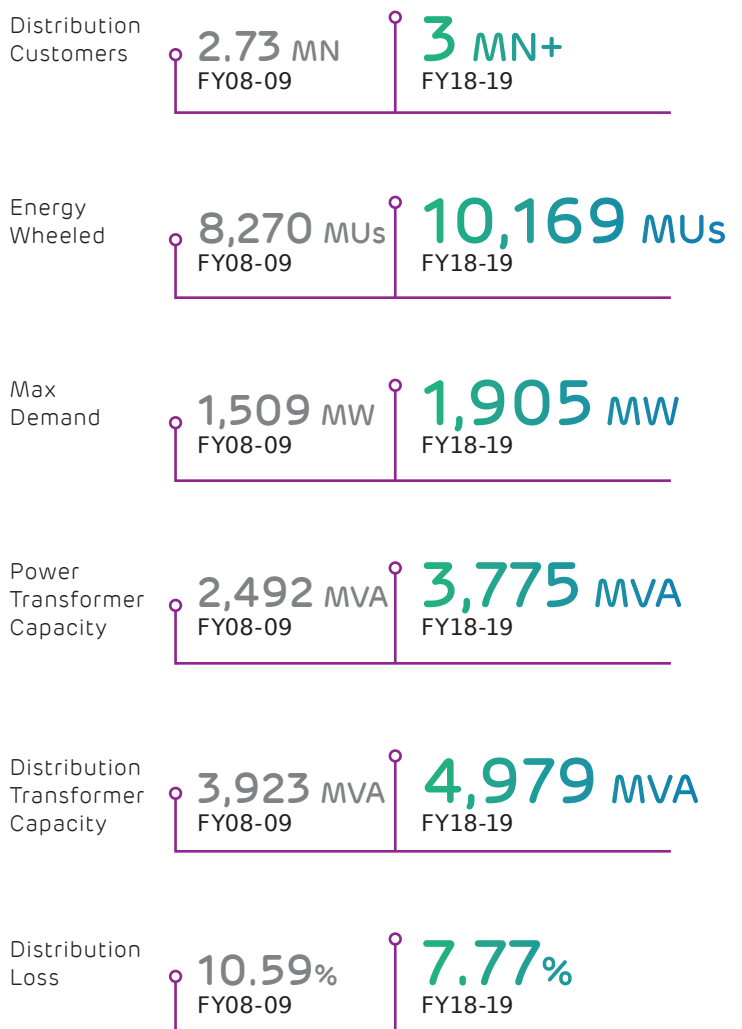 Distribution
Customers
2.73 MN
FY08-09
3 MN+
FY18-19
Energy
Wheeled
8,270 MUs
FY08-09
10,169 MUs
FY18-19
Max
Demand
1,509 MW
FY08-09
1,905 MW
FY18-19
Power
Transformer
Capacity
2,492 MVA
FY08-09
3,775 MVA
FY18-19
Distribution
Transformer
Capacity
3,923 MVA
FY08-09
4,979 MVA
FY18-19
Distribution
Loss
10.59%
FY08-09
7.77%
FY18-19